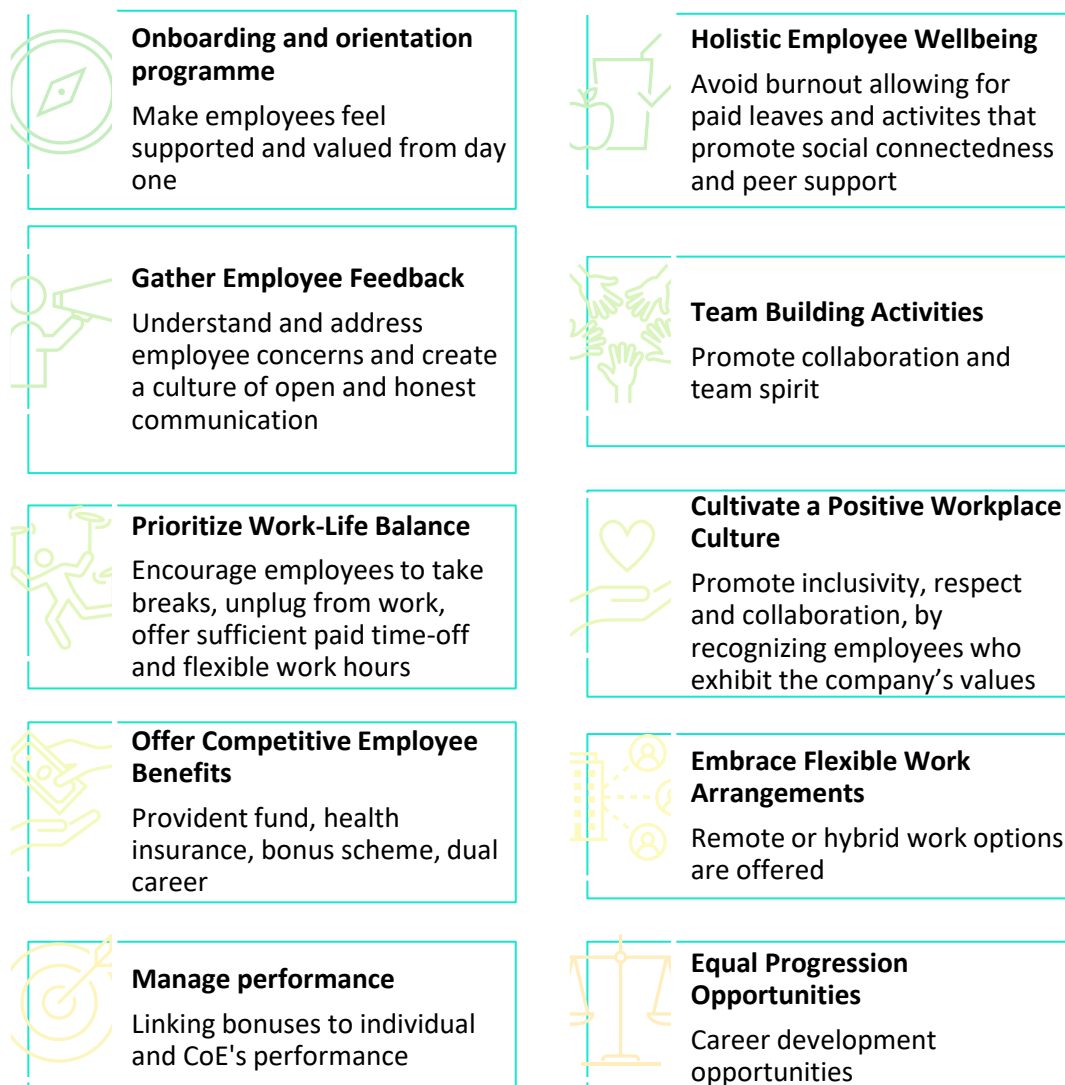 Onboarding and orientation
programme
Make employees feel
supported and valued from day
one
Holistic Employee Wellbeing
Avoid burnout allowing for
paid leaves and activites that
promote social connectedness
and peer support
Gather Employee Feedback
Understand and address
employee concerns and create
a culture of open and honest
communication
Team Building Activities
Promote collaboration and
team spirit
Prioritize Work-Life Balance
Encourage employees to take
breaks, unplug from work,
offer sufficient paid time-off
and flexible work hours
Cultivate a Positive Workplace
Culture
Promote inclusivity, respect
and collaboration, by
recognizing employees who
exhibit the company’s values
Offer Competitive Employee
Benefits
Provident fund, health
insurance, bonus scheme, dual
career
Embrace Flexible Work
Arrangements
Remote or hybrid work options
are offered
Manage performance
Linking bonuses to individual
and CoE's performance
Equal Progression
Opportunities
Career development
opportunities